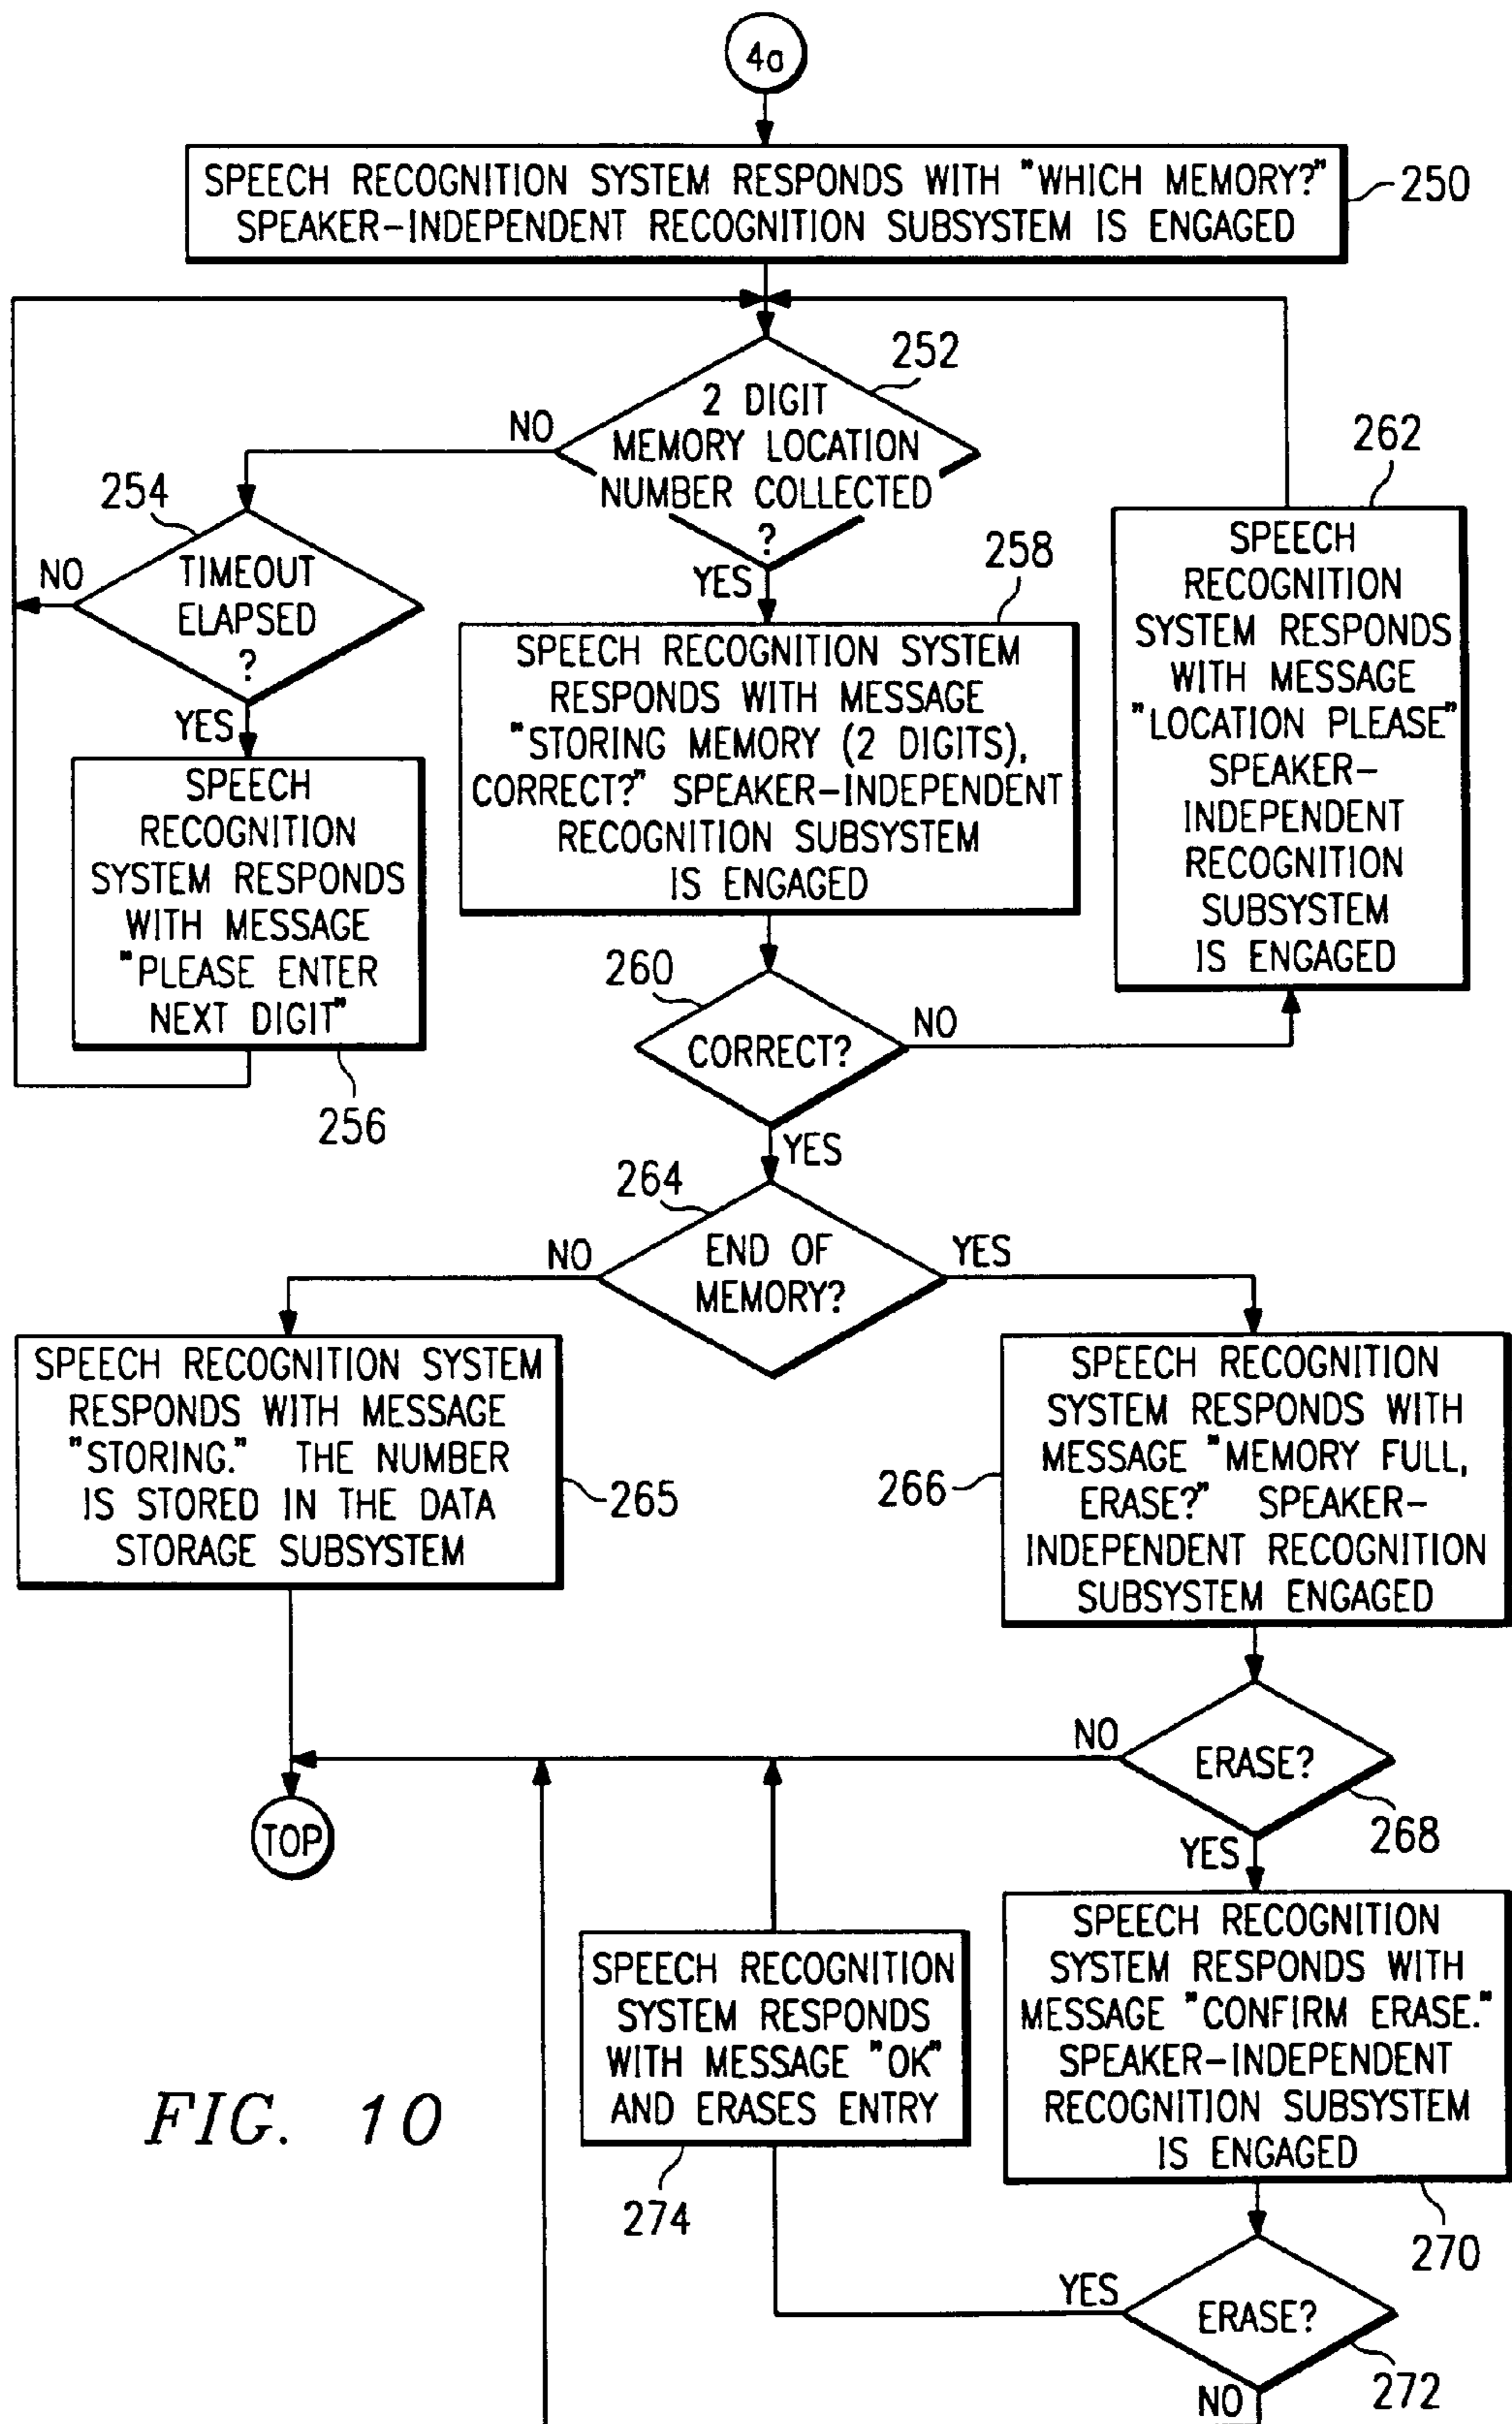 4a
SPEECH RECOGNITION SYSTEM RESPONDS WITH "WHICH MEMORY?"
SPEAKER-INDEPENDENT RECOGNITION SUBSYSTEM IS ENGAGED
250
252
2 DIGIT
MEMORY LOCATION
NUMBER COLLECTED
?
NO
YES
254
TIMEOUT
ELAPSED
?
NO
YES
SPEECH
RECOGNITION
SYSTEM RESPONDS
WITH MESSAGE
"PLEASE ENTER
NEXT DIGIT"
256
258
SPEECH RECOGNITION SYSTEM
RESPONDS WITH MESSAGE
"STORING MEMORY (2 DIGITS),
CORRECT?" SPEAKER-INDEPENDENT
RECOGNITION SUBSYSTEM
IS ENGAGED
262
SPEECH
RECOGNITION
SYSTEM RESPONDS
WITH MESSAGE
"LOCATION PLEASE"
SPEAKER-
INDEPENDENT
RECOGNITION
SUBSYSTEM
IS ENGAGED
260
CORRECT?
NO
YES
264
END OF
MEMORY?
NO
YES
SPEECH RECOGNITION SYSTEM
RESPONDS WITH MESSAGE
"STORING." THE NUMBER
IS STORED IN THE DATA
STORAGE SUBSYSTEM
265
266
SPEECH RECOGNITION
SYSTEM RESPONDS WITH
MESSAGE "MEMORY FULL,
ERASE?" SPEAKER-
INDEPENDENT RECOGNITION
SUBSYSTEM ENGAGED
NO
ERASE?
268
YES
TOP
SPEECH RECOGNITION
SYSTEM RESPONDS
WITH MESSAGE "OK"
AND ERASES ENTRY
274
SPEECH RECOGNITION
SYSTEM RESPONDS WITH
MESSAGE "CONFIRM ERASE."
SPEAKER-INDEPENDENT
RECOGNITION SUBSYSTEM
IS ENGAGED
270
YES
ERASE?
272
NO
FIG. 10